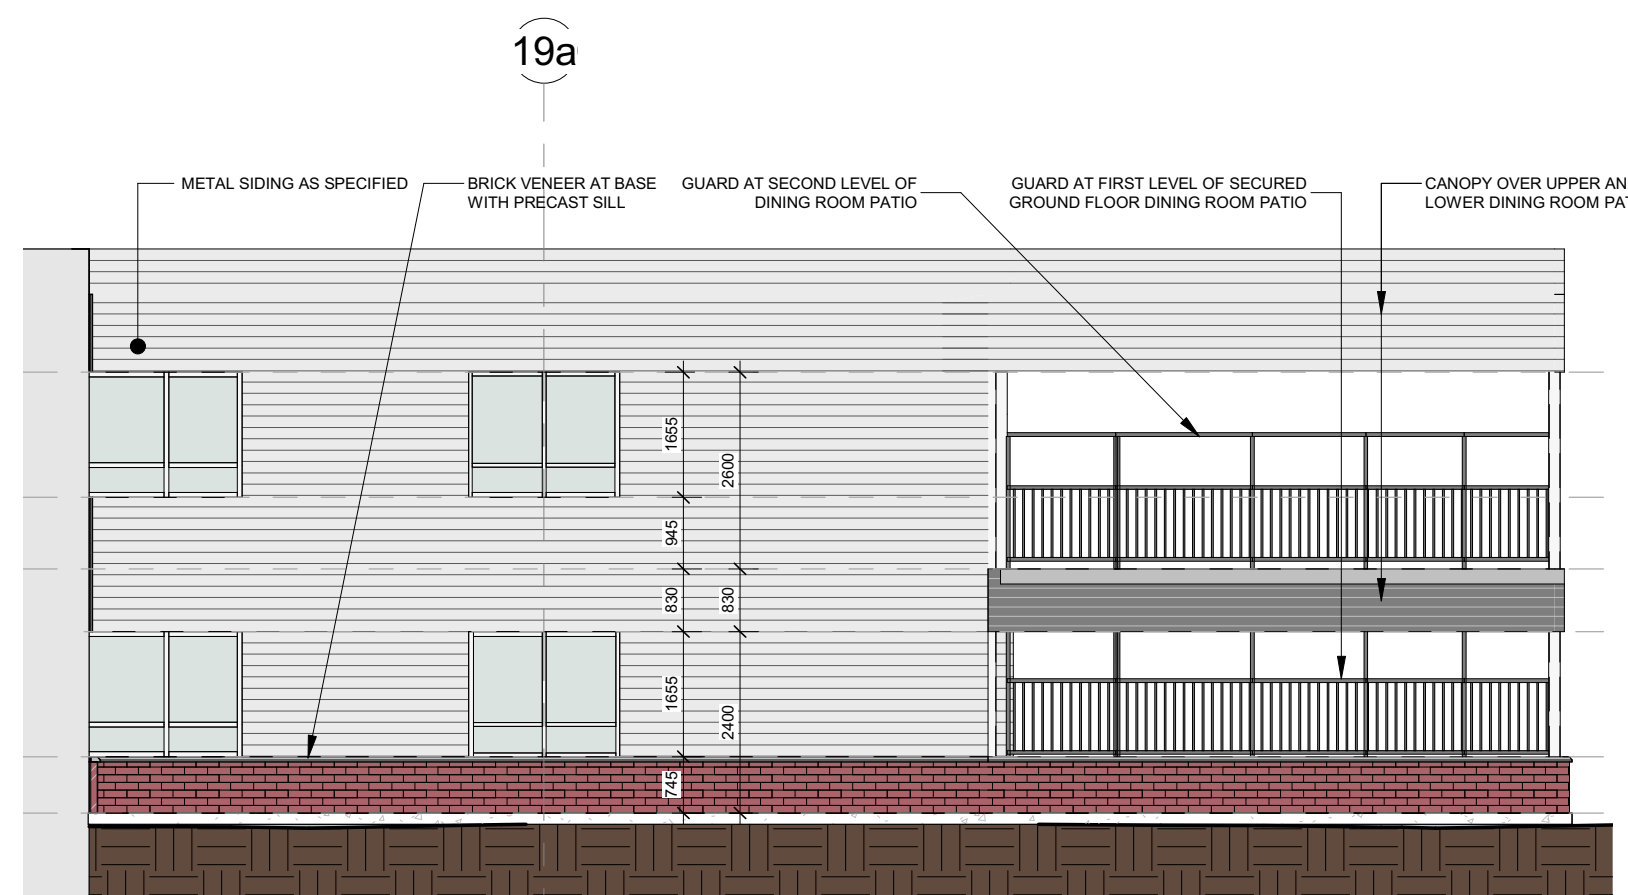 19a
METAL SIDING AS SPECIFIED
BRICK VENEER AT BASE
WITH PRECAST SILL
GUARD AT SECOND LEVEL OF
DINING ROOM PATIO
GUARD AT FIRST LEVEL OF SECURED
GROUND FLOOR DINING ROOM PATIO
CANOPY OVER UPPER AN
LOWER DINING ROOM PAT
1655
2600
945
830
830
1655
2400
745